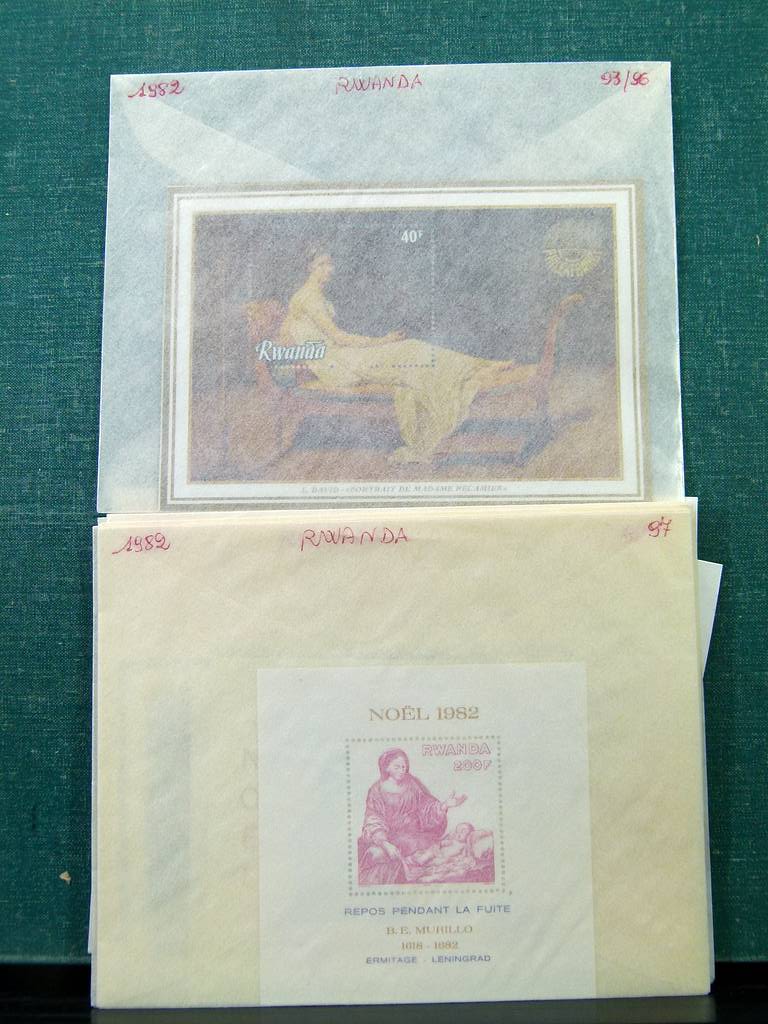 1982 RWANDA 93/96
40F
PHILEXFRANCE
Rwanda
L. DAVID - «PORTRAIT DE MADAME RECAMIER»
1982 RWANDA 97
NOËL 1982
RWANDA
200F
REPOS PENDANT LA FUITE
B.E. MURILLO
1618 - 1682
ERMITAGE - LENINGRAD